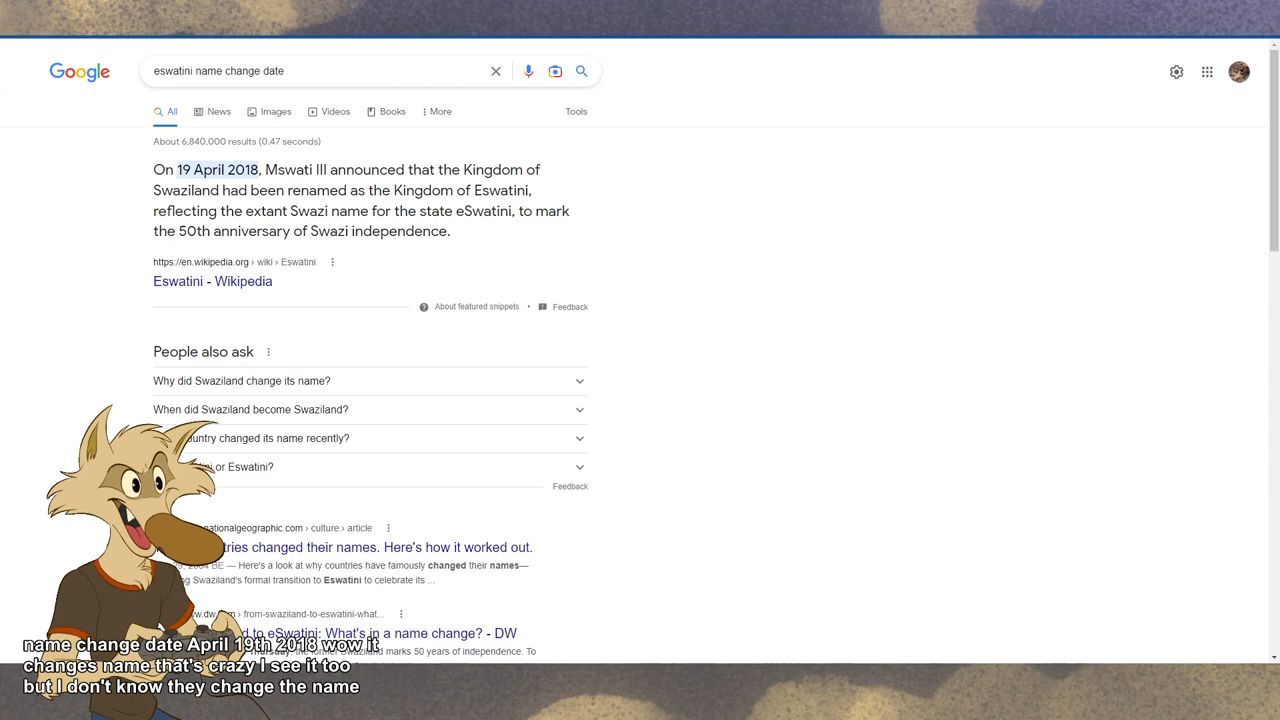 Google
eswatini name change date
All News Images Videos Books More Tools
About 6,840,000 results (0.47 seconds)
On 19 April 2018, Mswati III announced that the Kingdom of
Swaziland had been renamed as the Kingdom of Eswatini,
reflecting the extant Swazi name for the state eSwatini, to mark
the 50th anniversary of Swazi independence.
https://en.wikipedia.org › wiki › Eswatini
Eswatini - Wikipedia
About featured snippets • Feedback
People also ask
Why did Swaziland change its name?
When did Swaziland become Swaziland?
changed its name recently?
or Eswatini?
Feedback
nationalgeographic.com › culture › article
changed their names. Here's how it worked out.
BE — Here's a look at why countries have famously changed their names—
Swaziland's formal transition to Eswatini to celebrate its ...
› from-swaziland-to-eswatini-what...
to eSwatini: What's in a name change? - DW
the former Swaziland marks 50 years of independence. To
name change date April 19th 2018 wow it
changes name that's crazy I see it too
but I don't know they change the name